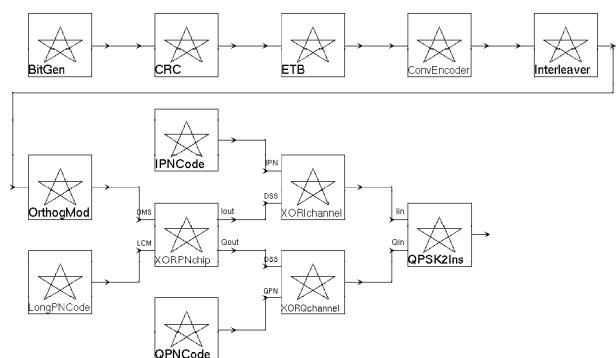 BitGen
CRC
ETB
ConvEncoder
Interleaver
IPNCode
IPN
OrthogMod
OMS
DSS
XORIchannel
Iout
Iin
LCM
XORPNchip
Qout
Qin
DSS
QPSK2Ins
LongPNCode
QPN
XORQchannel
QPNCode